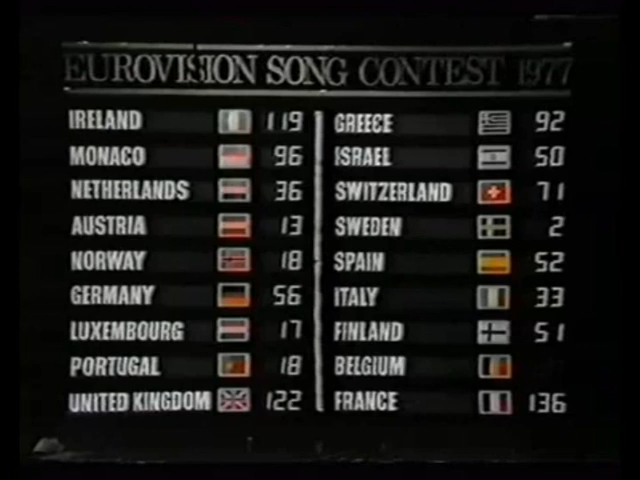 EUROVISION SONG CONTEST 1977
IRELAND 119
MONACO 96
NETHERLANDS 36
AUSTRIA 13
NORWAY 18
GERMANY 56
LUXEMBOURG 17
PORTUGAL 18
UNITED KINGDOM 122
GREECE 92
ISRAEL 50
SWITZERLAND 71
SWEDEN 2
SPAIN 52
ITALY 33
FINLAND 51
BELGIUM
FRANCE 136